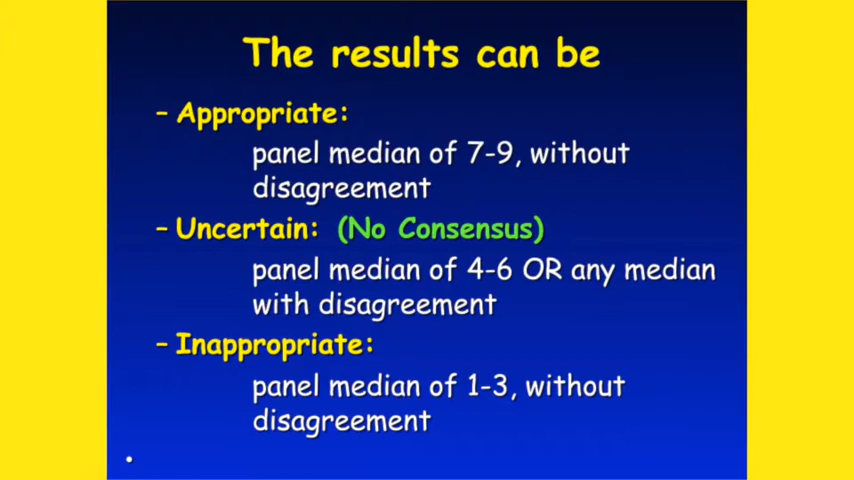 The results can be
– Appropriate:
panel median of 7-9, without
disagreement
– Uncertain: (No Consensus)
panel median of 4-6 OR any median
with disagreement
– Inappropriate:
panel median of 1-3, without
disagreement
•